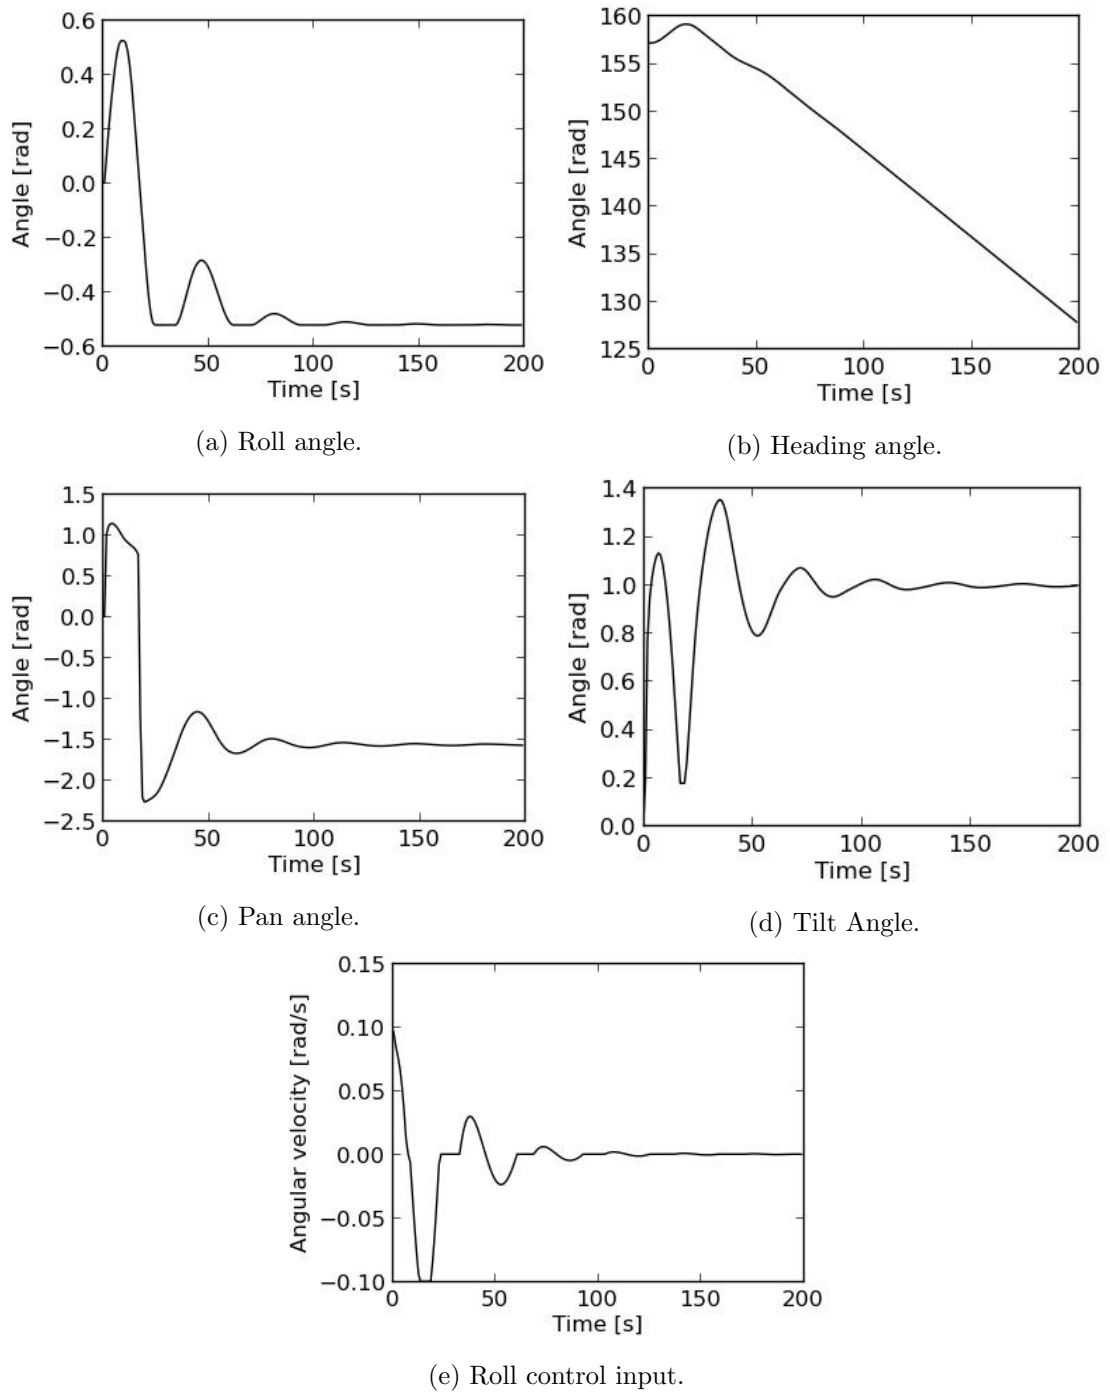 0.6
0.4
0.2
0.0
−0.2
−0.4
−0.6
Angle [rad]
0 50 100 150 200
Time [s]
(a) Roll angle.
160
155
150
145
140
135
130
125
Angle [rad]
0 50 100 150 200
Time [s]
(b) Heading angle.
1.5
1.0
0.5
0.0
−0.5
−1.0
−1.5
−2.0
−2.5
Angle [rad]
0 50 100 150 200
Time [s]
(c) Pan angle.
1.4
1.2
1.0
0.8
0.6
0.4
0.2
0.0
Angle [rad]
0 50 100 150 200
Time [s]
(d) Tilt Angle.
0.15
0.10
0.05
0.00
−0.05
−0.10
Angular velocity [rad/s]
0 50 100 150 200
Time [s]
(e) Roll control input.